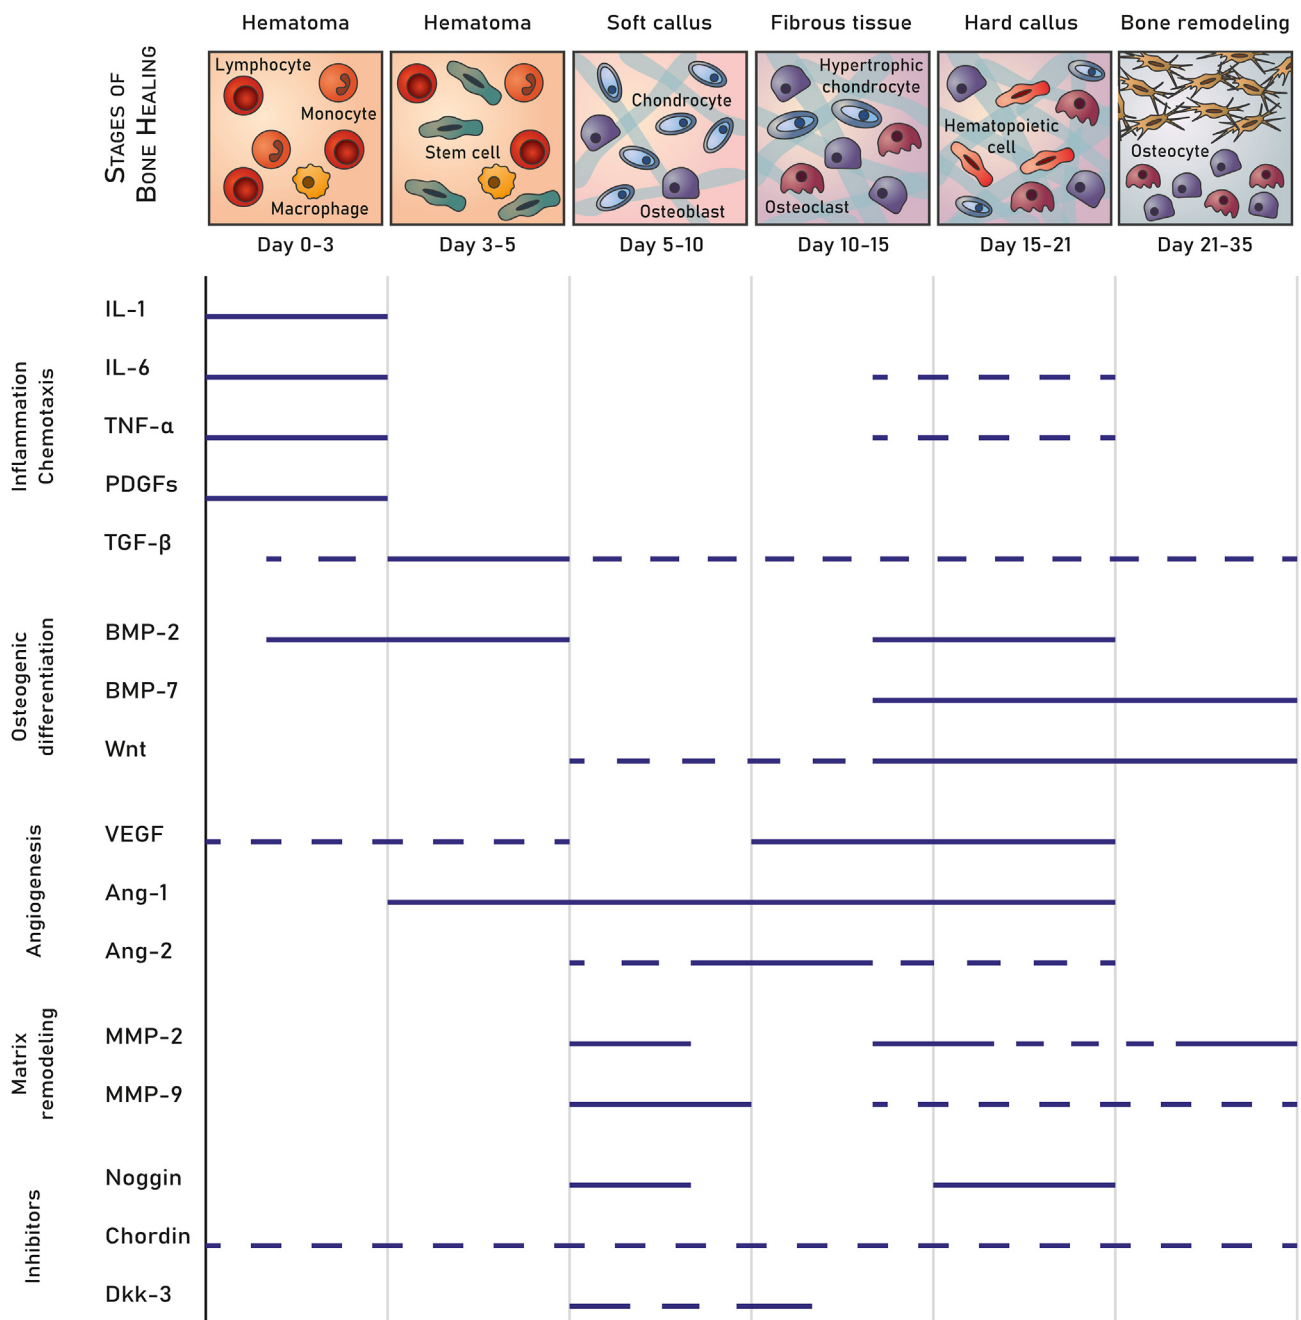 Hematoma
Hematoma
Soft callus
Fibrous tissue
Hard callus
Bone remodeling
Stages of
Bone Healing
Lymphocyte
Monocyte
Macrophage
Stem cell
Chondrocyte
Osteoblast
Hypertrophic
chondrocyte
Osteoclast
Hematopoietic
cell
Osteocyte
Day 0-3
Day 3-5
Day 5-10
Day 10-15
Day 15-21
Day 21-35
Inflammation
Chemotaxis
IL-1
IL-6
TNF-α
PDGFs
TGF-β
Osteogenic
differentiation
BMP-2
BMP-7
Wnt
Angiogenesis
VEGF
Ang-1
Ang-2
Matrix
remodeling
MMP-2
MMP-9
Inhibitors
Noggin
Chordin
Dkk-3